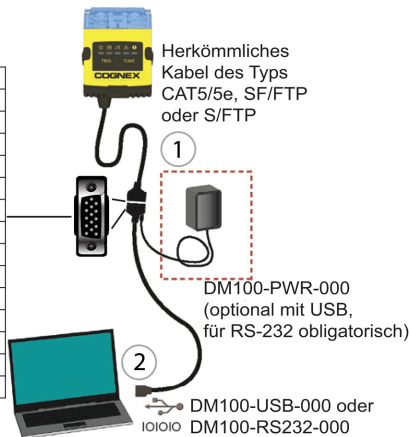 COGNEX
TRIG TUNE
Herkömmliches
Kabel des Typs
CAT5/5e, SF/FTP
oder S/FTP
1
DM100-PWR-000
(optional mit USB,
für RS-232 obligatorisch)
2
DM100-USB-000 oder
IOIOIO DM100-RS232-000